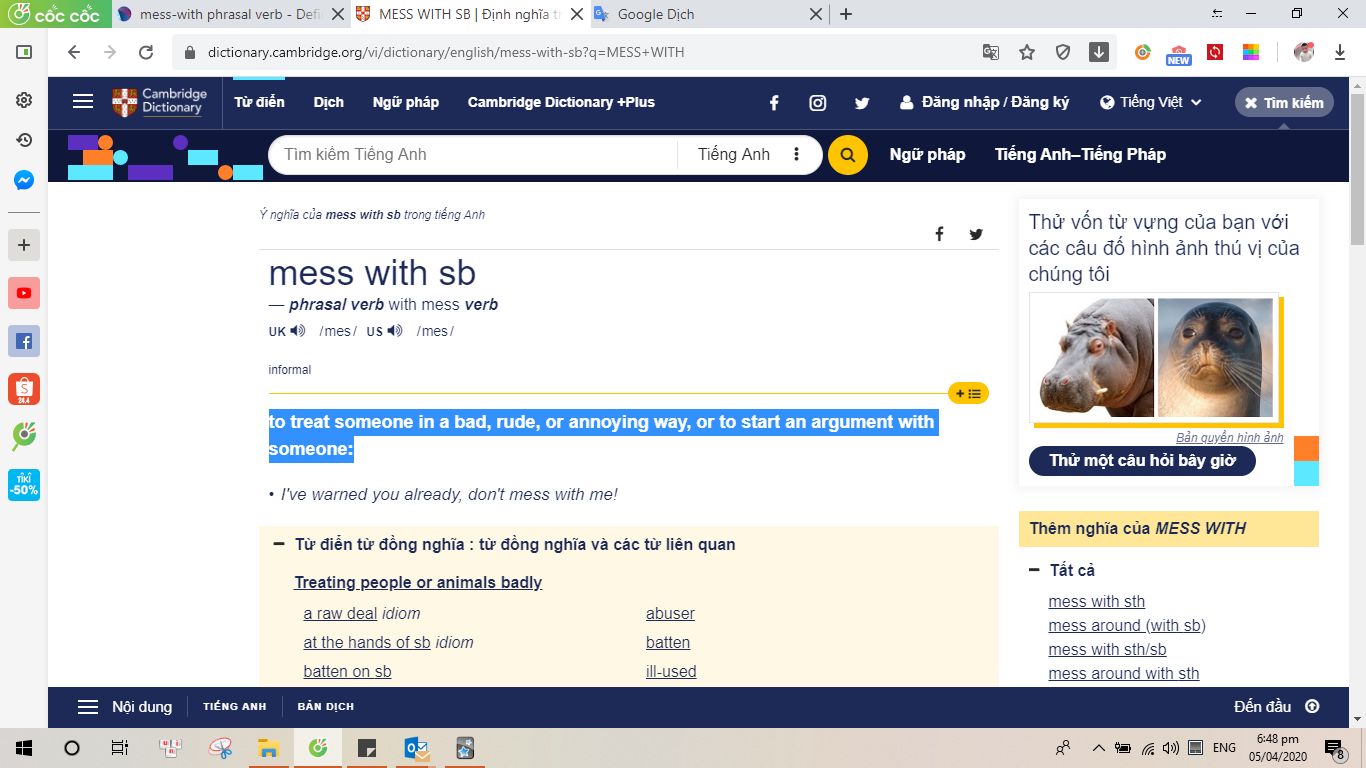 cốc cốc
mess-with phrasal verb - Defi
MESS WITH SB | Định nghĩa t
Google Dịch
dictionary.cambridge.org/vi/dictionary/english/mess-with-sb?q=MESS+WITH
NEW
Cambridge Dictionary
Từ điển
Dịch
Ngữ pháp
Cambridge Dictionary +Plus
Đăng nhập / Đăng ký
Tiếng Việt
Tìm kiếm
Tìm kiếm Tiếng Anh
Tiếng Anh
Ngữ pháp
Tiếng Anh–Tiếng Pháp
Ý nghĩa của mess with sb trong tiếng Anh
mess with sb
— phrasal verb with mess verb
UK /mes/ US /mes/
informal
to treat someone in a bad, rude, or annoying way, or to start an argument with
someone:
• I've warned you already, don't mess with me!
Từ điển từ đồng nghĩa : từ đồng nghĩa và các từ liên quan
Treating people or animals badly
a raw deal idiom
abuser
at the hands of sb idiom
batten
batten on sb
ill-used
Thử vốn từ vựng của bạn với
các câu đố hình ảnh thú vị của
chúng tôi
Bản quyền hình ảnh
Thử một câu hỏi bây giờ
Thêm nghĩa của MESS WITH
Tất cả
mess with sth
mess around (with sb)
mess with sth/sb
mess around with sth
Nội dung
TIẾNG ANH
BẢN DỊCH
Đến đầu
24.4
TIKI
-50%
ENG
6:48 pm
05/04/2020
8